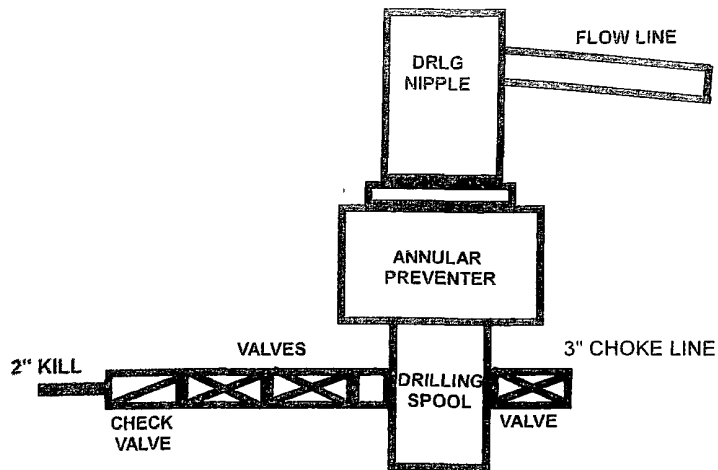 FLOW LINE
DRLG
NIPPLE
ANNULAR
PREVENTER
VALVES
3" CHOKE LINE
2" KILL
DRILLING
SPOOL
CHECK
VALVE
VALVE